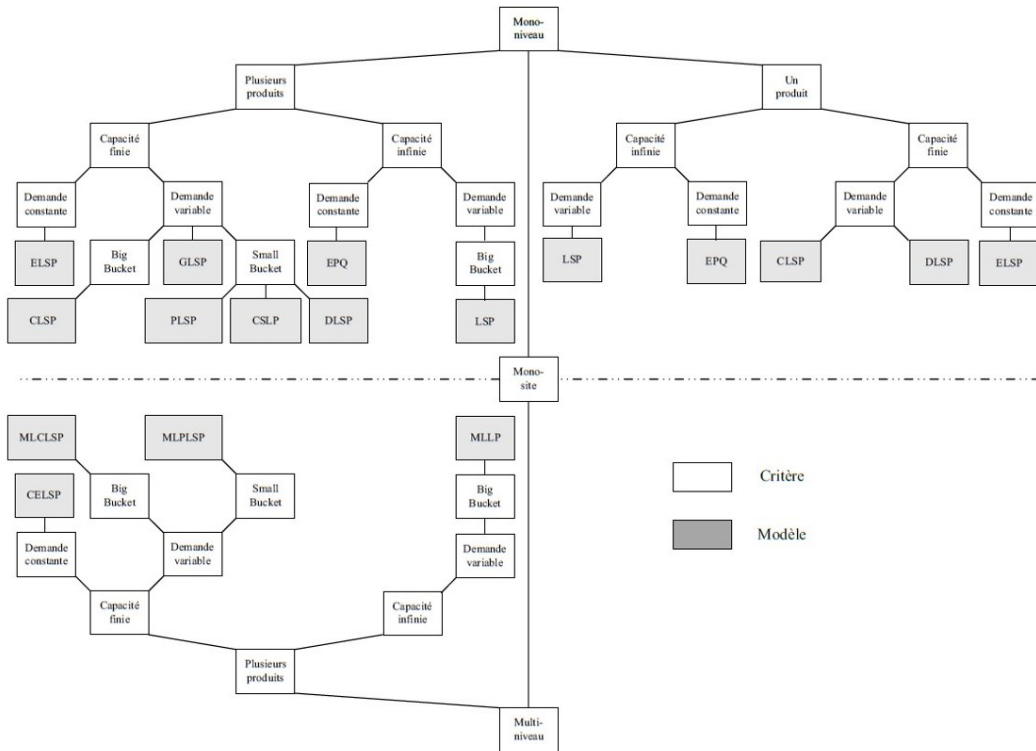 Mono-
niveau
Plusieurs
produits
Un
produit
Capacité
finie
Capacité
infinie
Capacité
infinie
Capacité
finie
Demande
constante
Demande
variable
Demande
constante
Demande
variable
Demande
variable
Demande
constante
Demande
variable
Demande
constante
ELSP
Big
Bucket
GLSP
Small
Bucket
EPQ
Big
Bucket
LSP
EPQ
CLSP
DLSP
ELSP
CLSP
PLSP
CSLP
DLSP
LSP
Mono-
site
MLCLSP
MLPLSP
MLLP
CELSP
Big
Bucket
Small
Bucket
Big
Bucket
Critère
Modèle
Demande
constante
Demande
variable
Demande
variable
Capacité
finie
Capacité
infinie
Plusieurs
produits
Multi-
niveau